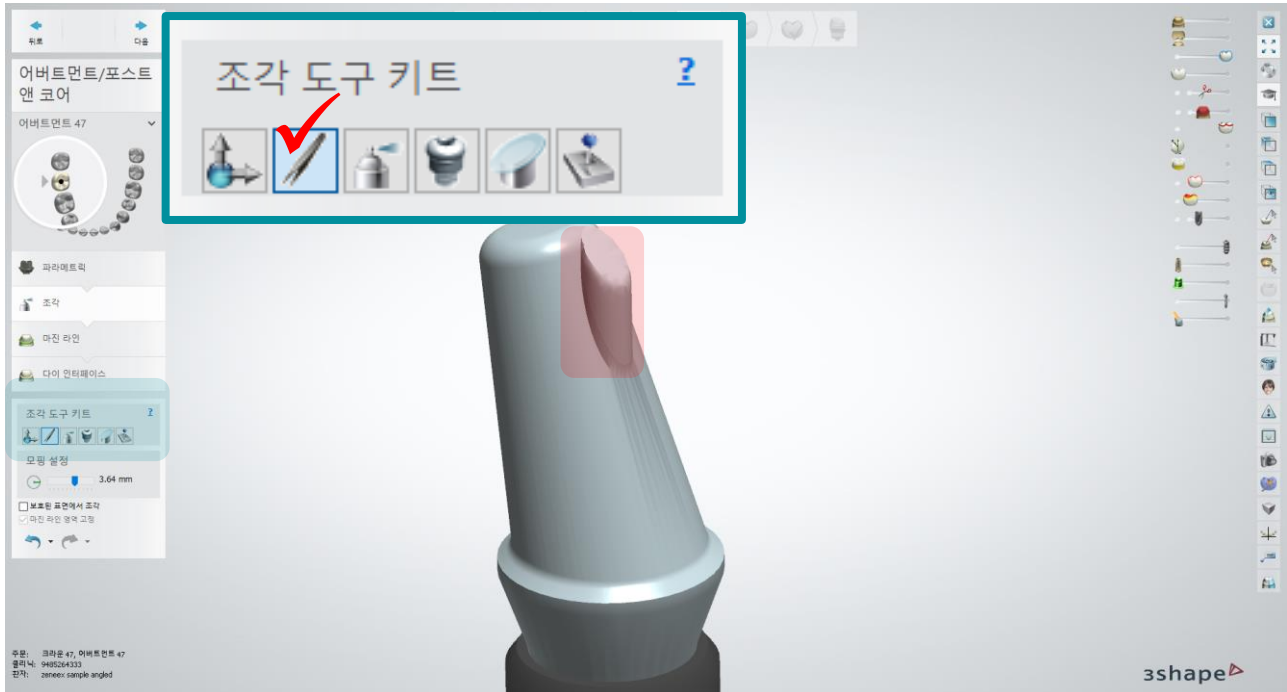 뒤로
다음
어버트먼트/포스트
앤 코어
어버트먼트 47
파라메트릭
조각
마진 라인
다이 인터페이스
조각 도구 키트 ?
모핑 설정
3.64 mm
보호된 표면에서 조각
마진 라인 영역 고정
조각 도구 키트 ?
주문: 크라운 47, 어버트먼트 47
클리닉: 9485264333
환자: zeneex sample angled
3shape